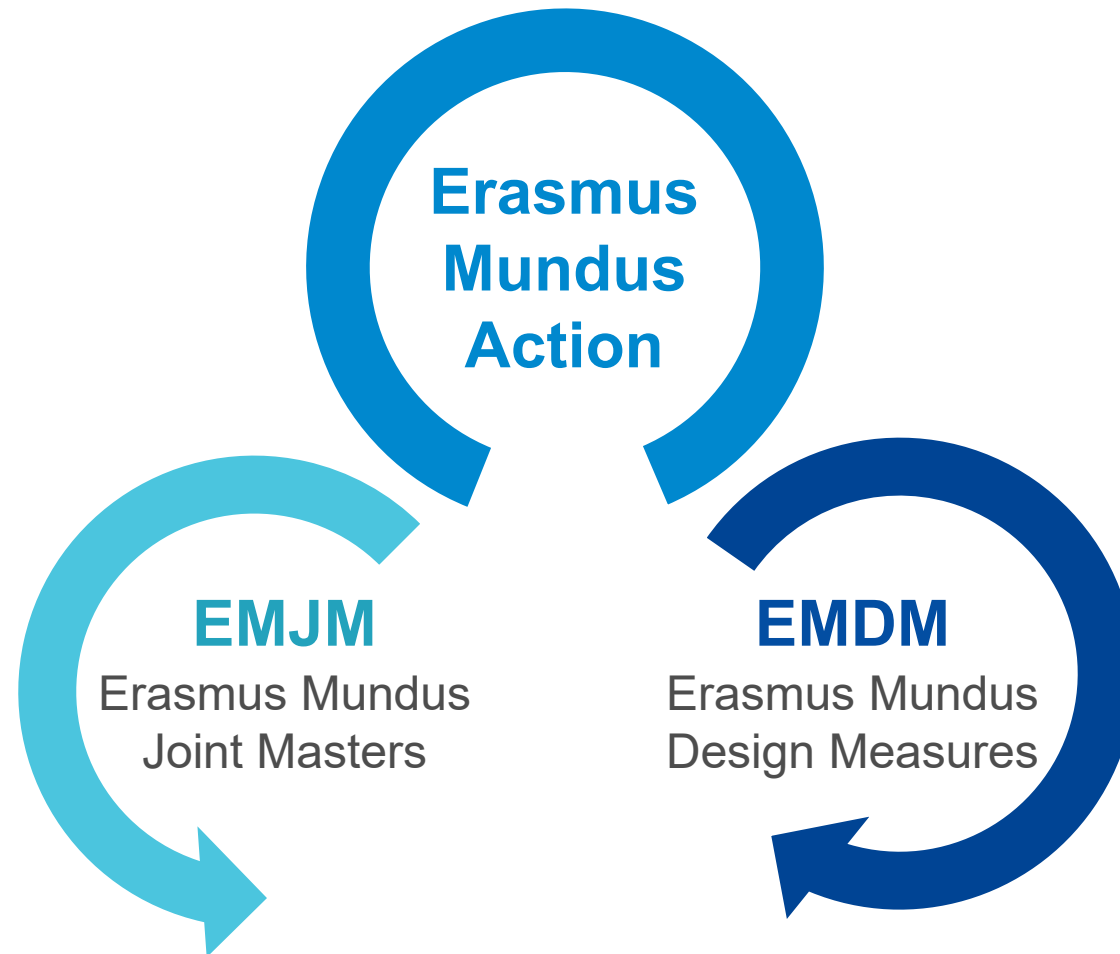 Erasmus
Mundus
Action
EMJM
Erasmus Mundus
Joint Masters
EMDM
Erasmus Mundus
Design Measures